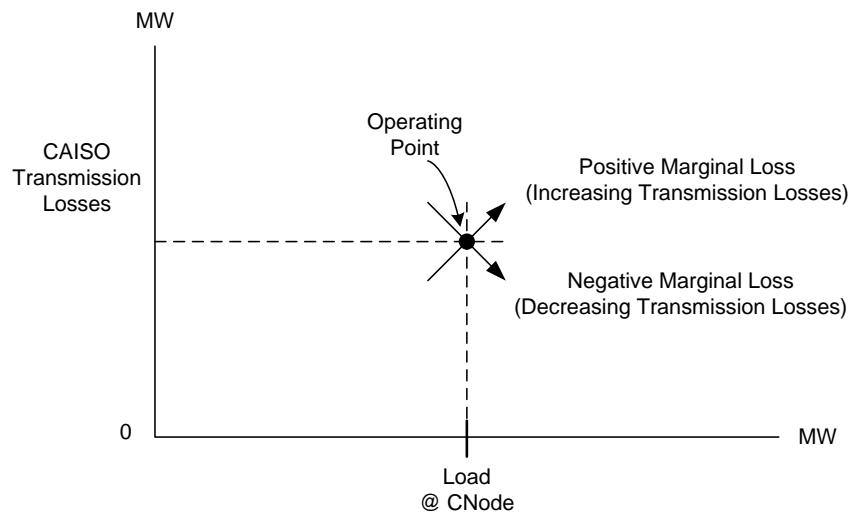 MW
Operating
Point
CAISO
Transmission
Losses
Positive Marginal Loss
(Increasing Transmission Losses)
Negative Marginal Loss
(Decreasing Transmission Losses)
0
MW
Load
@ CNode